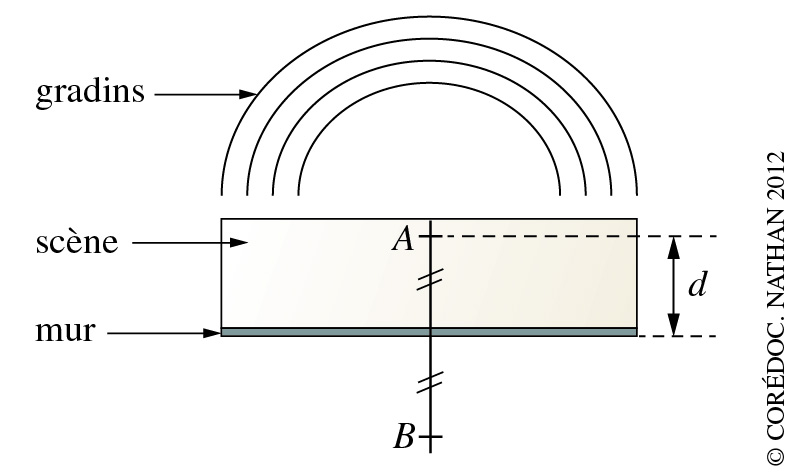 gradins
scène
A
d
mur
B
© CORÉDOC. NATHAN 2012